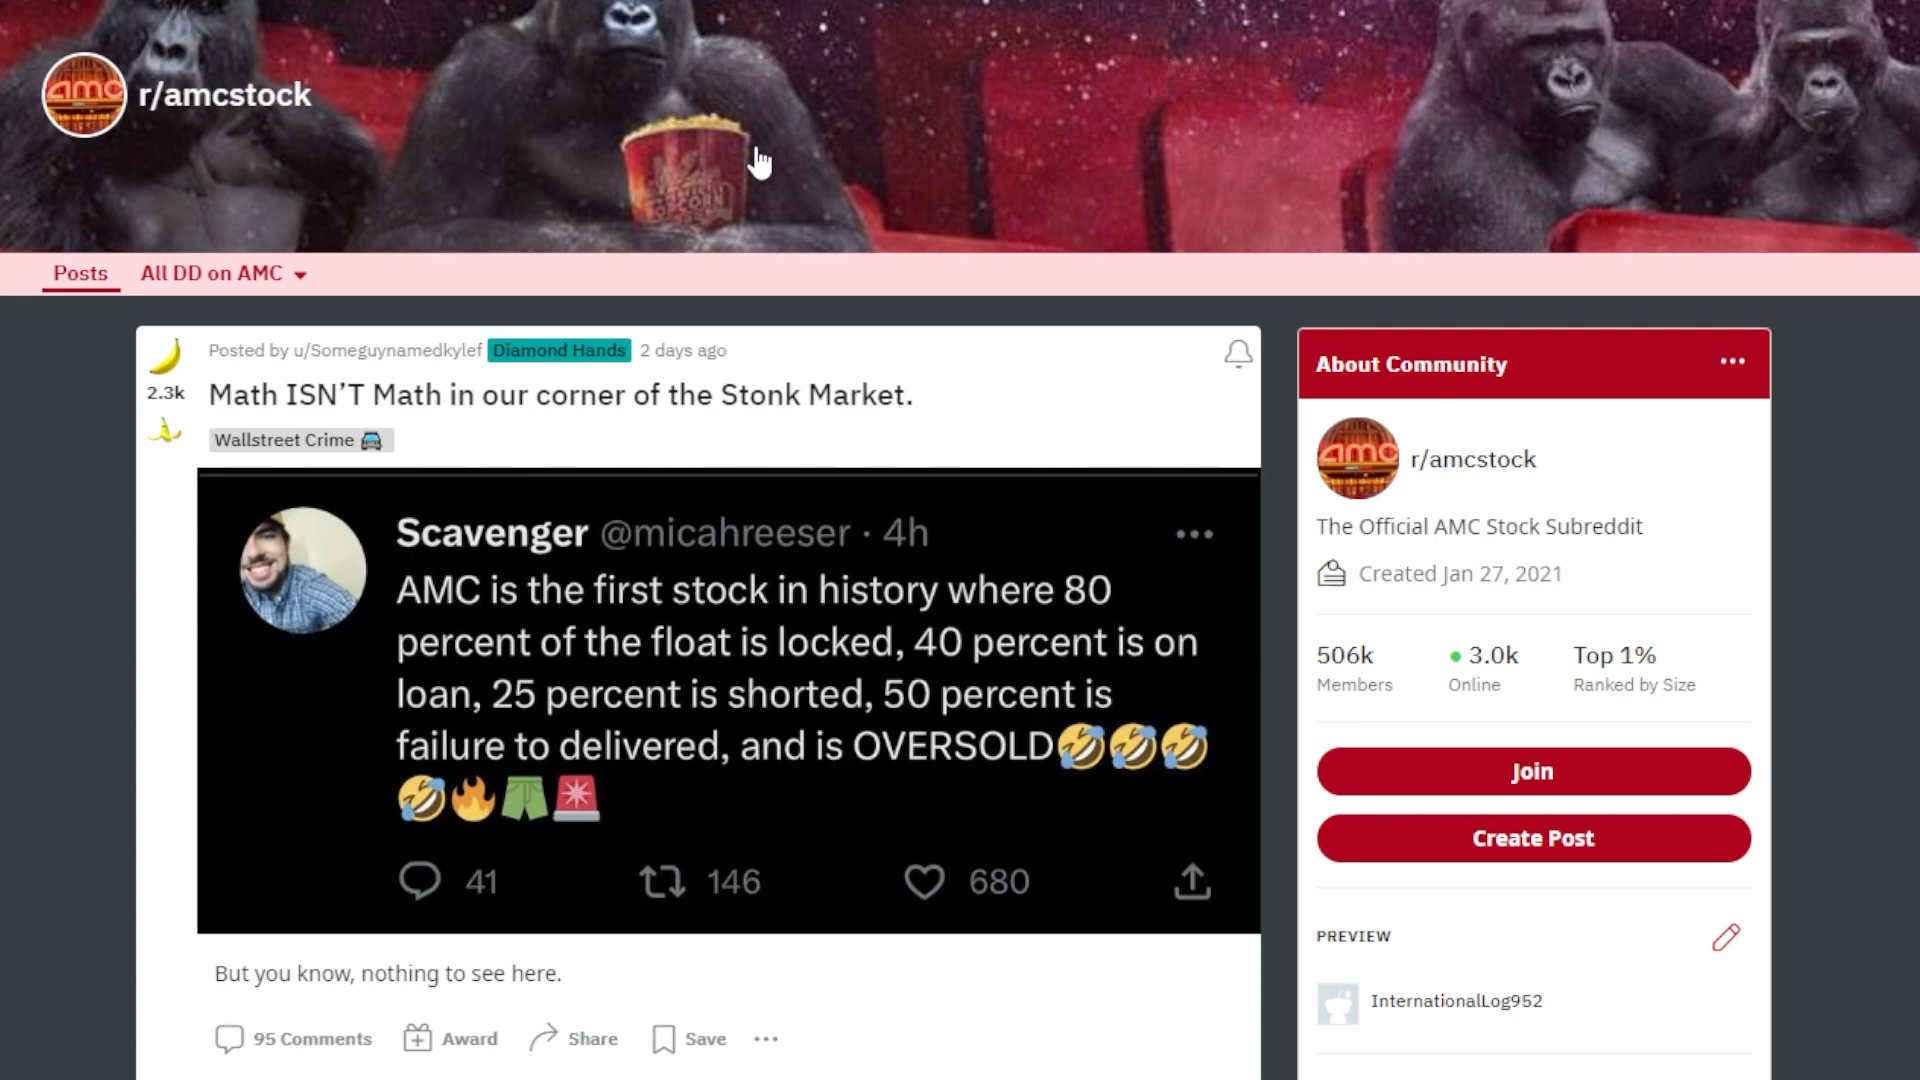 amc
r/amcstock
Posts
All DD on AMC
Posted by u/Someguynamedkylef Diamond Hands 2 days ago
2.3k
Math ISN’T Math in our corner of the Stonk Market.
Wallstreet Crime 🚔
Scavenger @micahreeser · 4h
AMC is the first stock in history where 80
percent of the float is locked, 40 percent is on
loan, 25 percent is shorted, 50 percent is
failure to delivered, and is OVERSOLD🤣🤣🤣
🤣🔥🩳🚨
41
146
680
But you know, nothing to see here.
95 Comments
Award
Share
Save
About Community
amc
r/amcstock
The Official AMC Stock Subreddit
Created Jan 27, 2021
506k
3.0k
Top 1%
Members
Online
Ranked by Size
Join
Create Post
PREVIEW
InternationalLog952